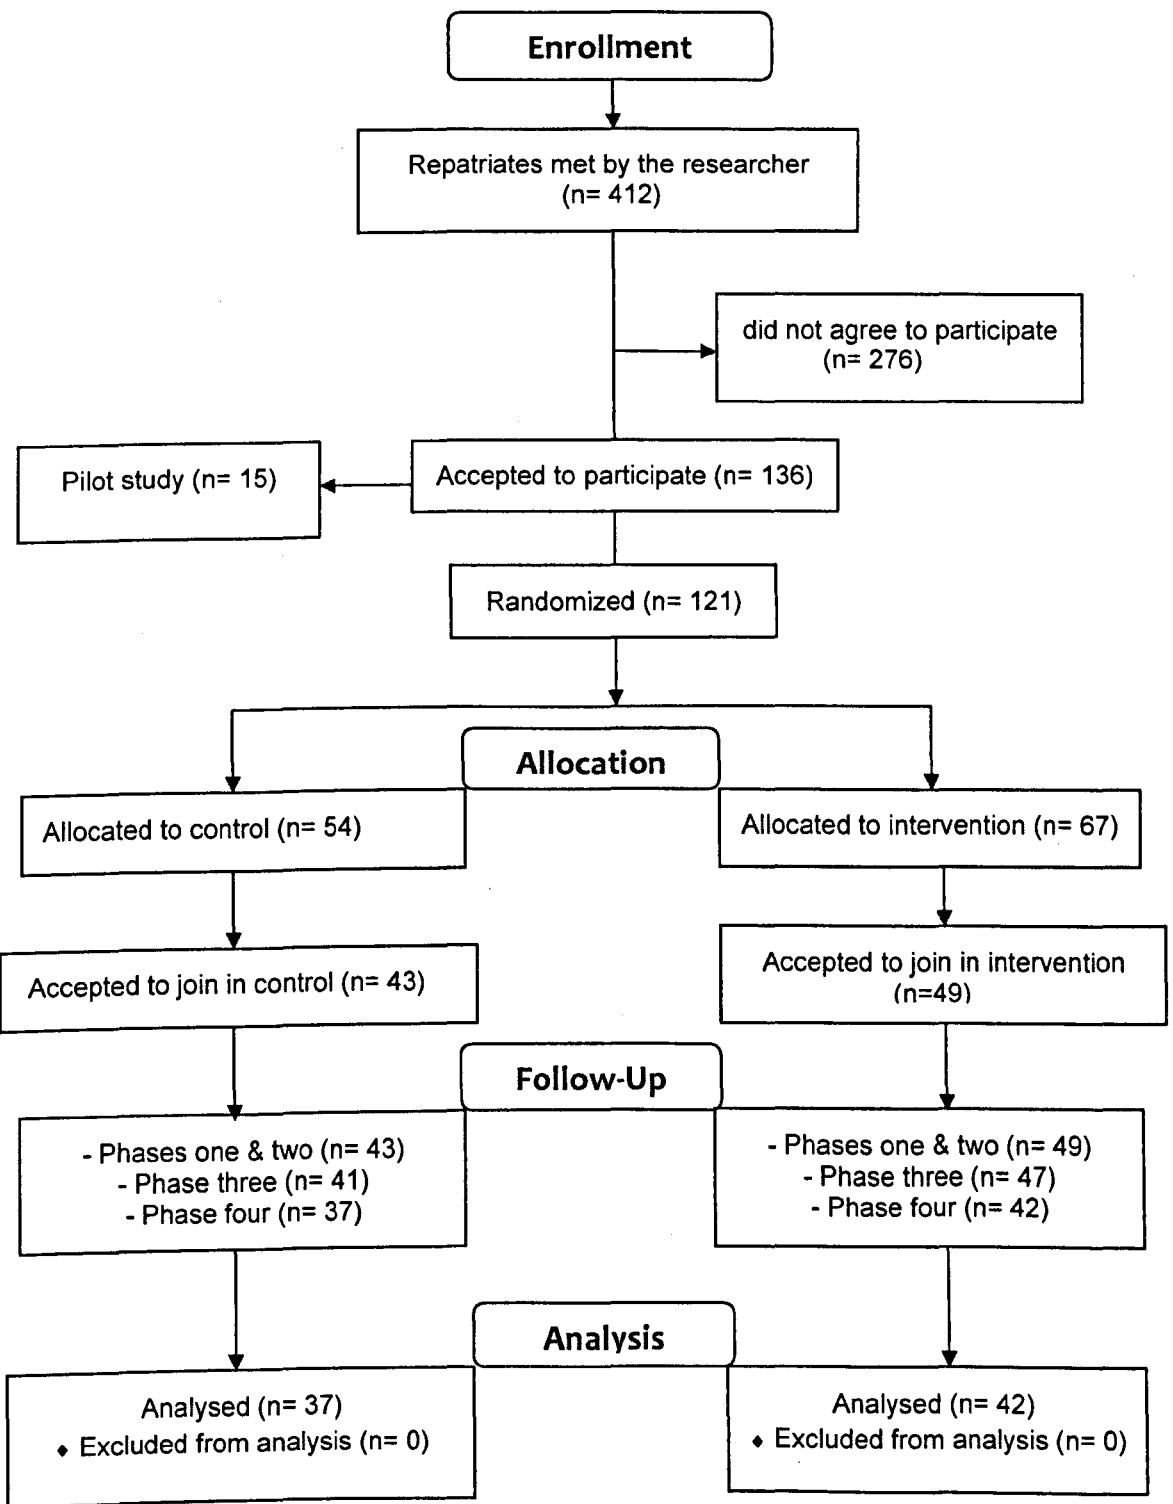 Enrollment
Repatriates met by the researcher
(n= 412)
did not agree to participate
(n= 276)
Pilot study (n= 15)
Accepted to participate (n= 136)
Randomized (n= 121)
Allocation
Allocated to control (n= 54)
Allocated to intervention (n= 67)
Accepted to join in control (n= 43)
Accepted to join in intervention
(n=49)
Follow-Up
- Phases one & two (n= 43)
- Phase three (n= 41)
- Phase four (n= 37)
- Phases one & two (n= 49)
- Phase three (n= 47)
- Phase four (n= 42)
Analysis
Analysed (n= 37)
♦ Excluded from analysis (n= 0)
Analysed (n= 42)
♦ Excluded from analysis (n= 0)